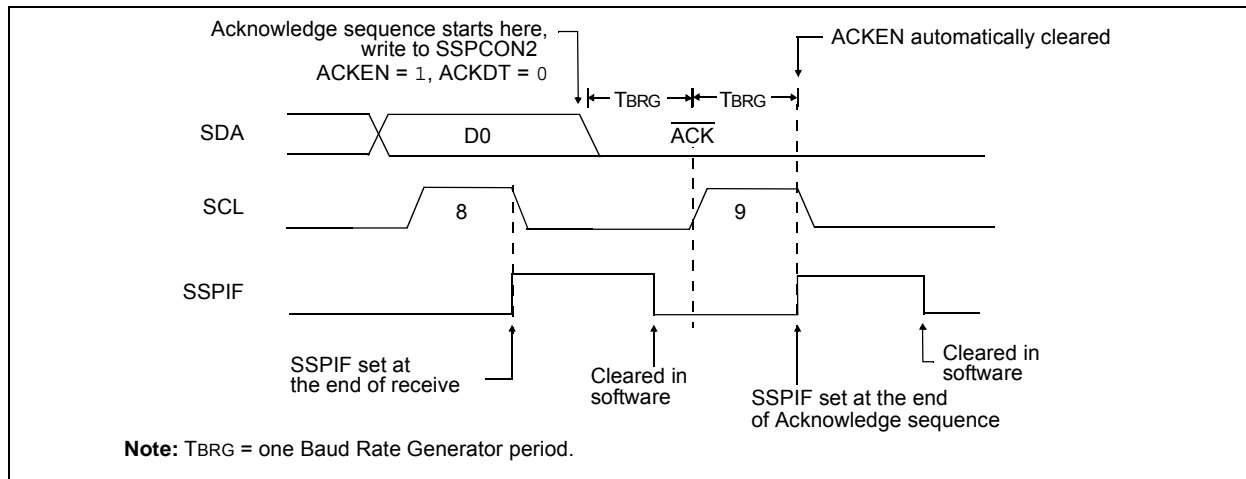 Acknowledge sequence starts here,
write to SSPCON2
ACKEN = 1, ACKDT = 0
ACKEN automatically cleared
TBRG
TBRG
SDA
D0
ACK
SCL
8
9
SSPIF
SSPIF set at
the end of receive
Cleared in
software
SSPIF set at the end
of Acknowledge sequence
Cleared in
software
Note: TBRG = one Baud Rate Generator period.